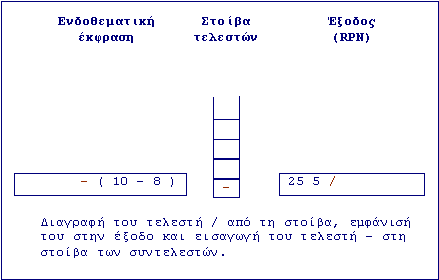 Ενδοθεματική Στοίβα Έξοδος
έκφραση τελεστών (RPN)
- ( 10 - 8 ) - 25 5 /
Διαγραφή του τελεστή / από τη στοίβα, εμφάνισή
του στην έξοδο και εισαγωγή του τελεστή - στη
στοίβα των συντελεστών.